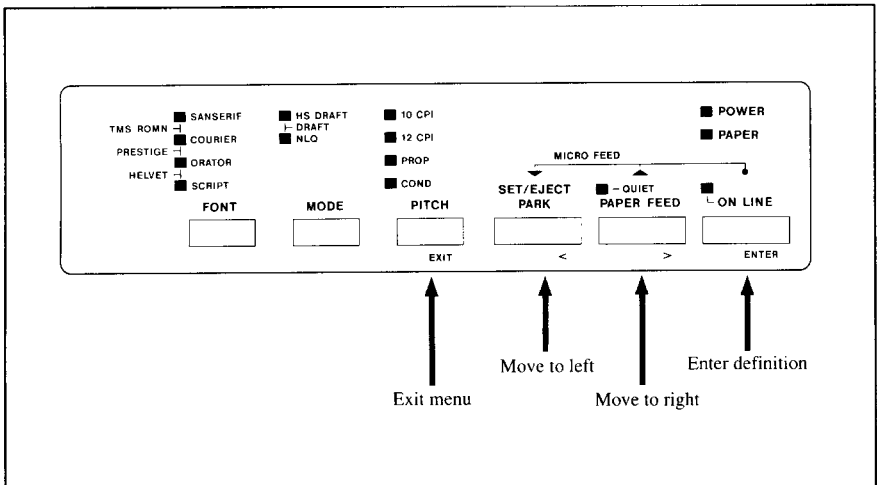 SANSERIF
TMS ROMN
COURIER
PRESTIGE
ORATOR
HELVET
SCRIPT
FONT
HS DRAFT
DRAFT
NLQ
MODE
10 CPI
12 CPI
PROP
COND
PITCH
EXIT
POWER
PAPER
MICRO FEED
SET/EJECT
PARK
<
– QUIET
PAPER FEED
>
ON LINE
ENTER
Exit menu
Move to left
Move to right
Enter definition